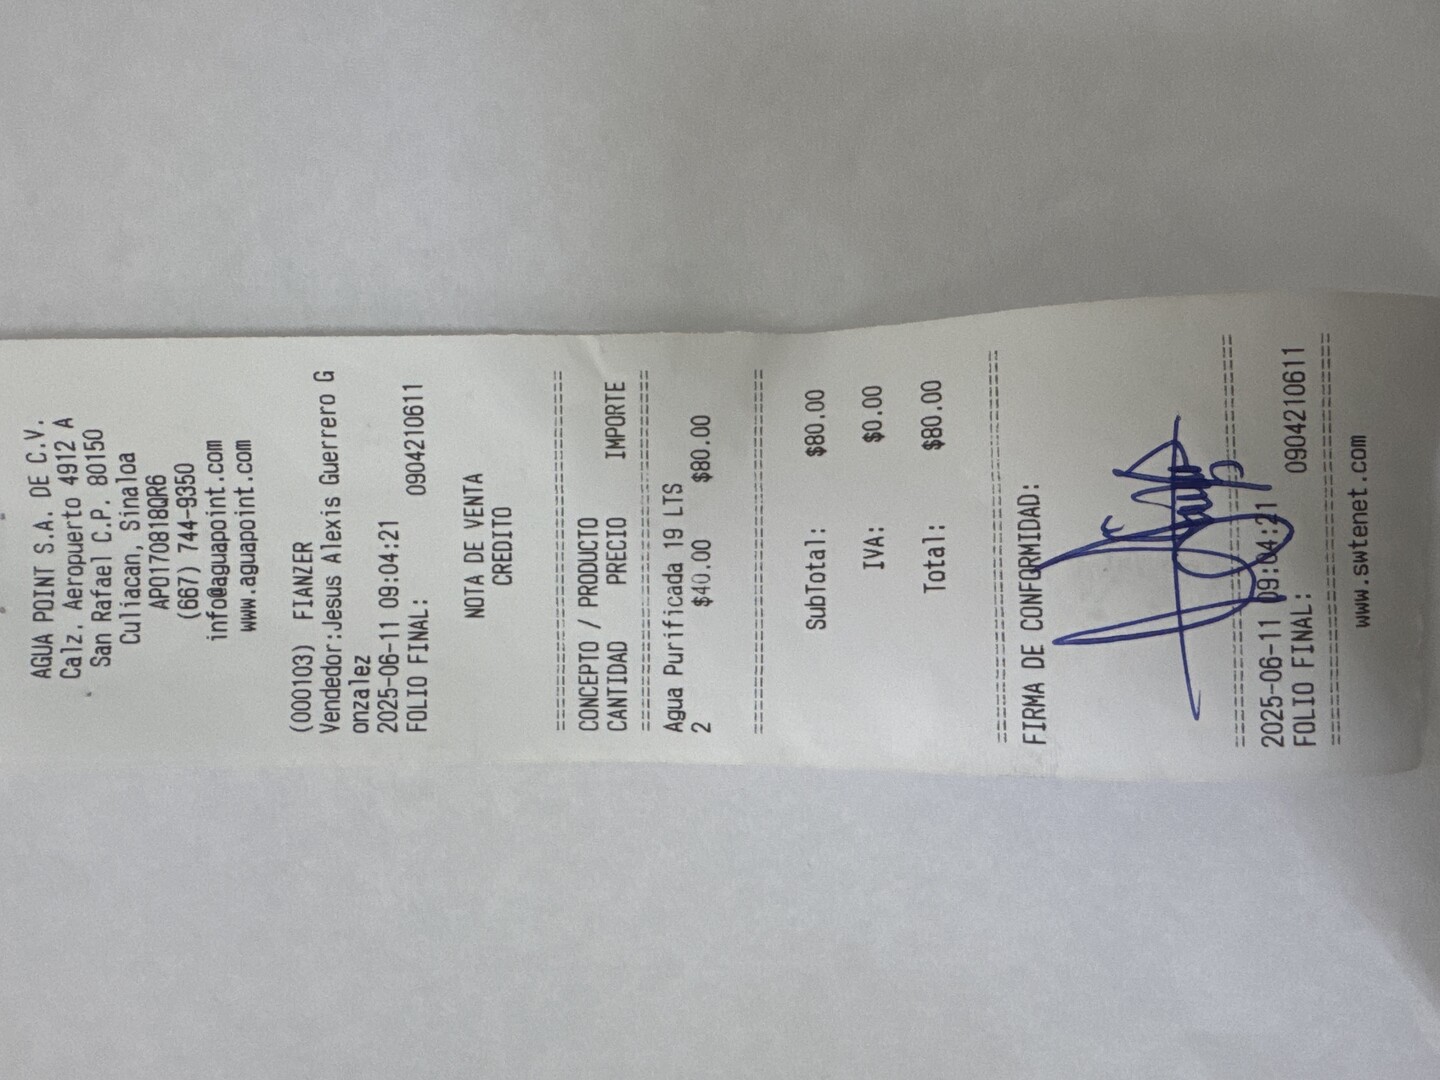 AGUA POINT S.A. DE C.V.
Calz. Aeropuerto 4912 A
San Rafael C.P. 80150
Culiacan, Sinaloa
APO170818QR6
(667) 744-9350
info@aguapoint.com
www.aguapoint.com
(000103) FIANZER
Vendedor:Jesus Alexis Guerrero G
onzalez
2025-06-11 09:04:21
FOLIO FINAL: 0904210611
NOTA DE VENTA
CREDITO
================================
CONCEPTO / PRODUCTO
CANTIDAD PRECIO IMPORTE
================================
Agua Purificada 19 LTS
2 $40.00 $80.00
================================
SubTotal: $80.00
IVA: $0.00
Total: $80.00
================================
FIRMA DE CONFORMIDAD:
================================
2025-06-11 09:04:21
FOLIO FINAL: 0904210611
================================
www.swtenet.com